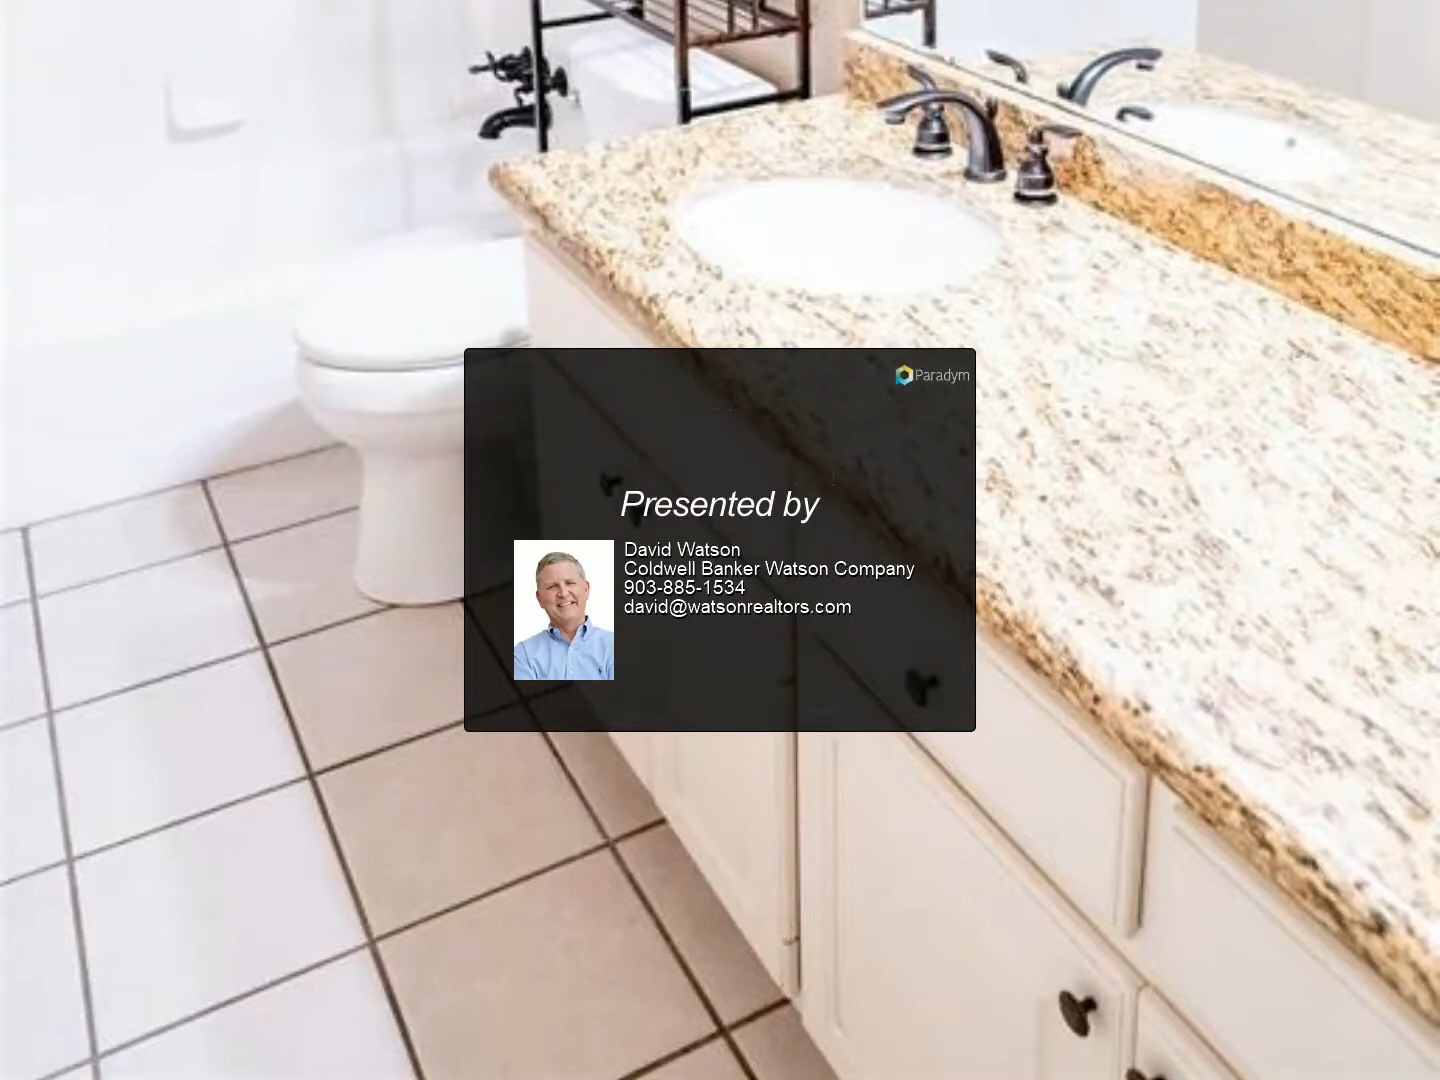 Paradym
Presented by
David Watson
Coldwell Banker Watson Company
903-885-1534
david@watsonrealtors.com